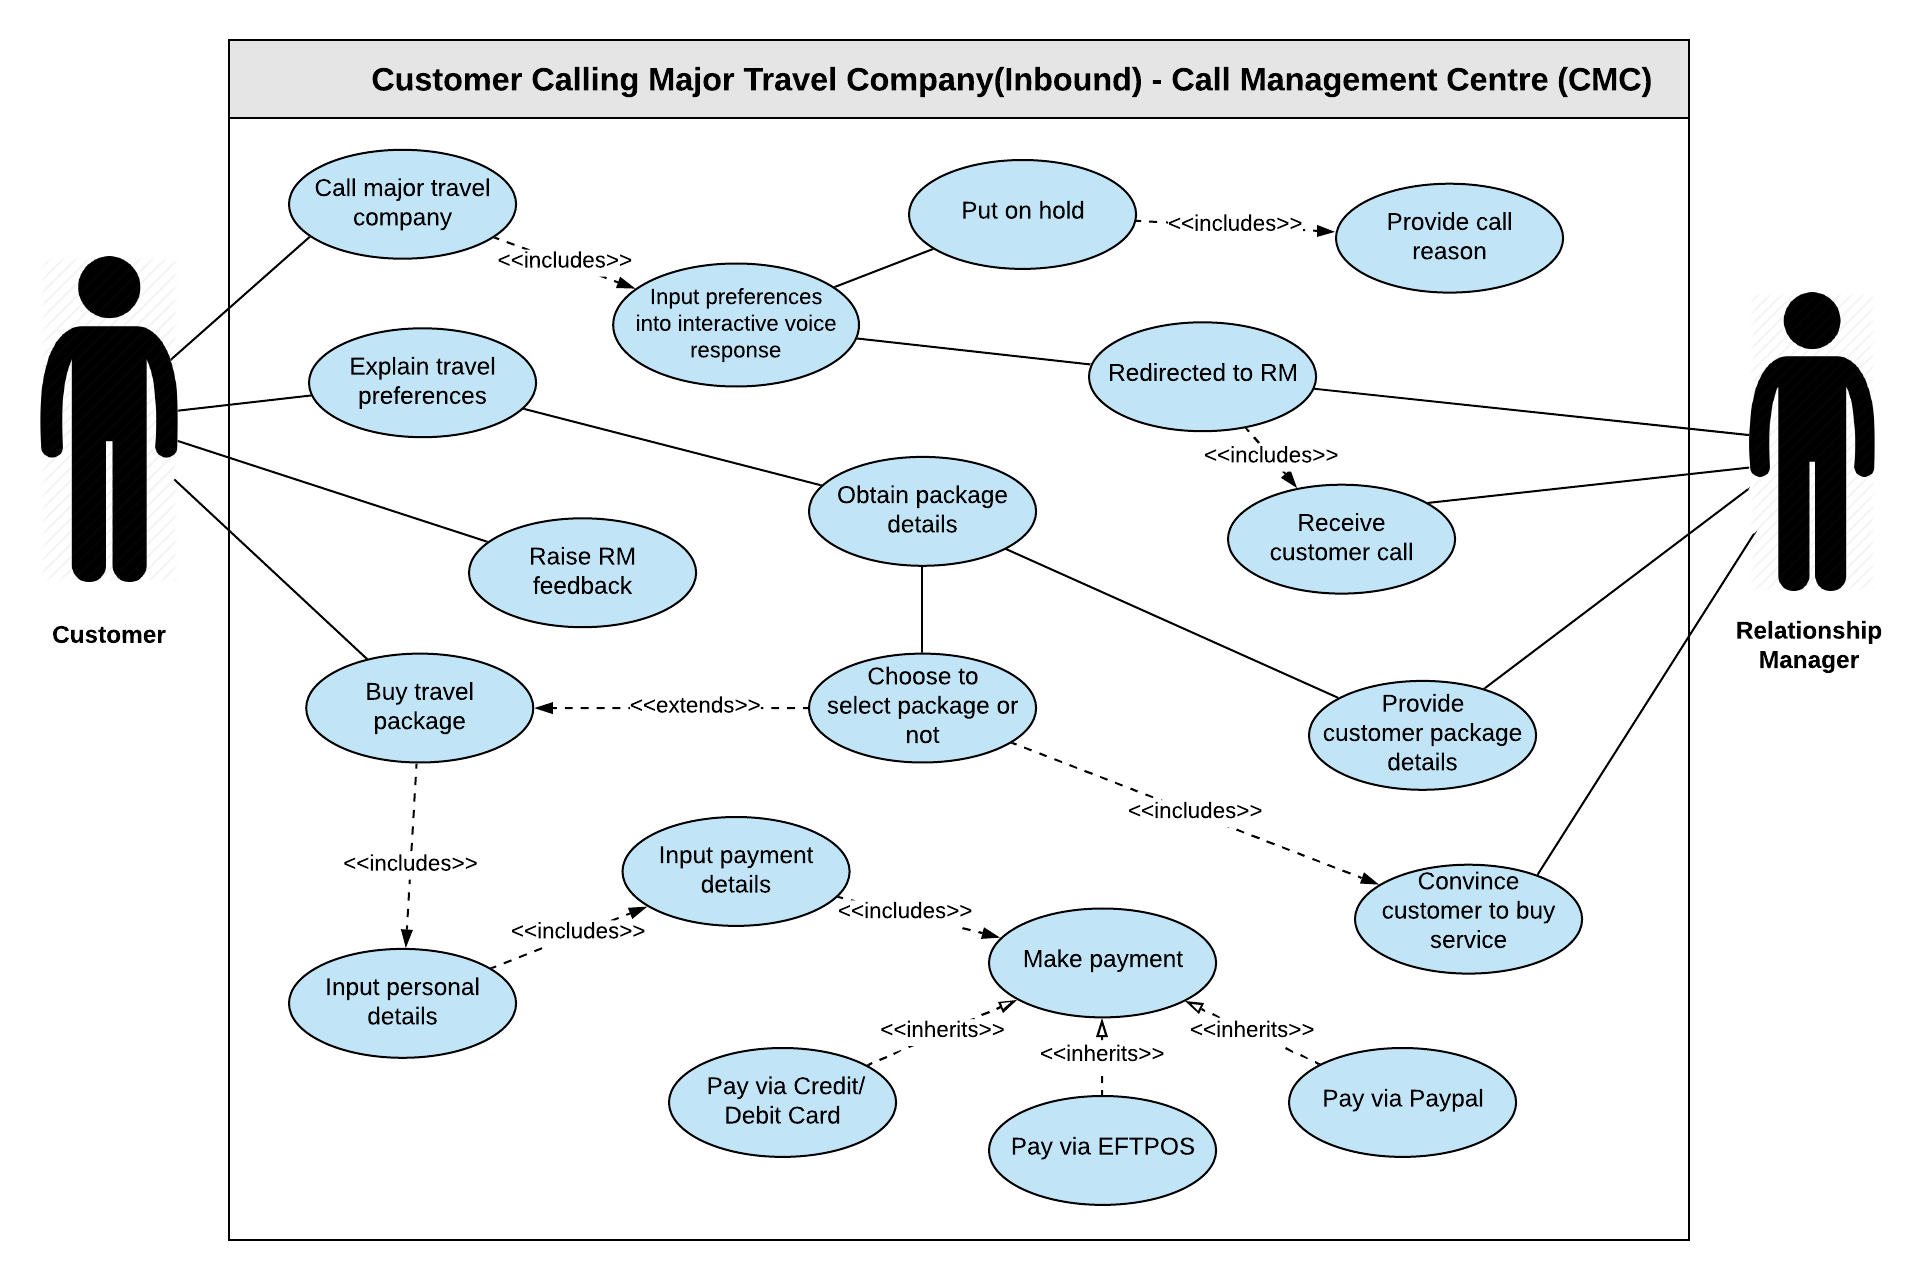 Customer Calling Major Travel Company(Inbound) - Call Management Centre (CMC)
Call major travel
company
<<includes>>
Put on hold
<<includes>>
Provide call
reason
Input preferences
into interactive voice
response
Explain travel
preferences
Redirected to RM
<<includes>>
Obtain package
details
Receive
customer call
Raise RM
feedback
Customer
Relationship
Manager
Buy travel
package
<<extends>>
Choose to
select package or
not
Provide
customer package
details
<<includes>>
<<includes>>
Input payment
details
<<includes>>
<<includes>>
Convince
customer to buy
service
Make payment
Input personal
details
<<inherits>>
<<inherits>>
<<inherits>>
Pay via Credit/
Debit Card
Pay via EFTPOS
Pay via Paypal